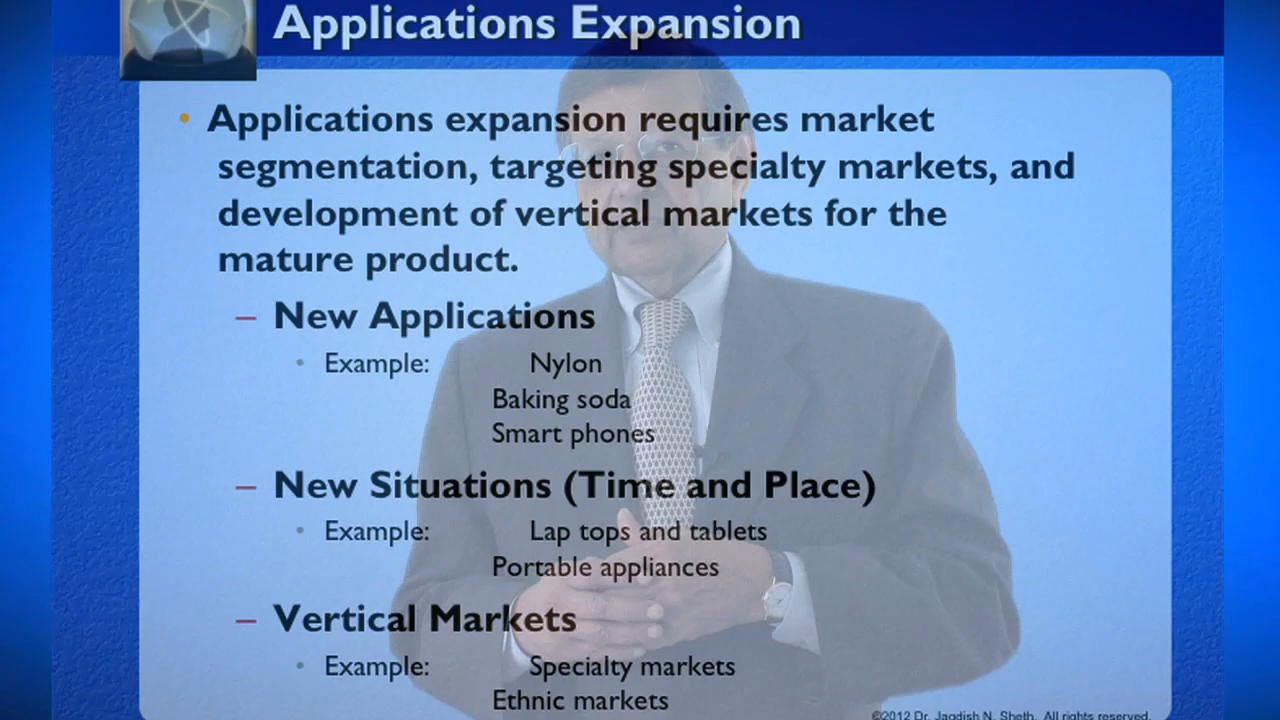 Applications Expansion
• Applications expansion requires market
segmentation, targeting specialty markets, and
development of vertical markets for the
mature product.
– New Applications
• Example: Nylon
Baking soda
Smart phones
– New Situations (Time and Place)
• Example: Lap tops and tablets
Portable appliances
– Vertical Markets
• Example: Specialty markets
Ethnic markets
©2012 Dr. Jagdish N. Sheth. All rights reserved.